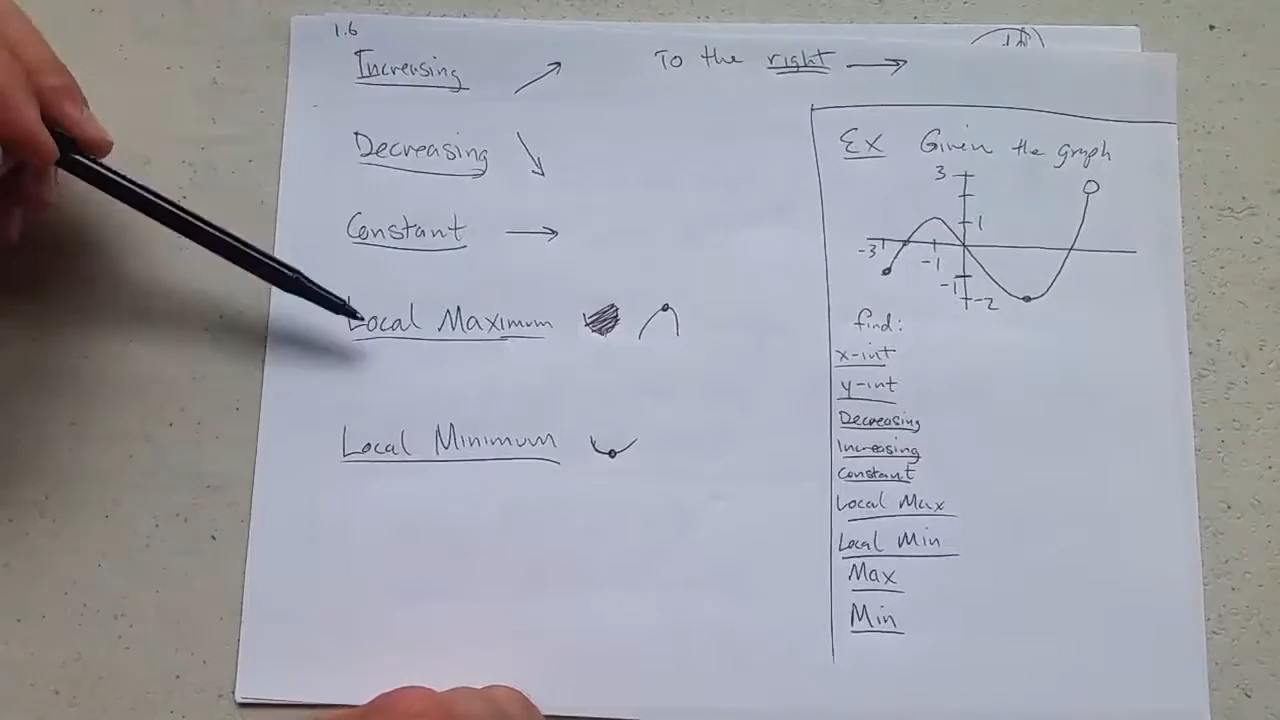 1.6
Increasing
To the right
Decreasing
Constant
Local Maximum
Local Minimum
EX Given the graph
3
1
-3
-1
-1
-2
find:
x-int
y-int
Decreasing
Increasing
Constant
Local Max
Local Min
Max
Min